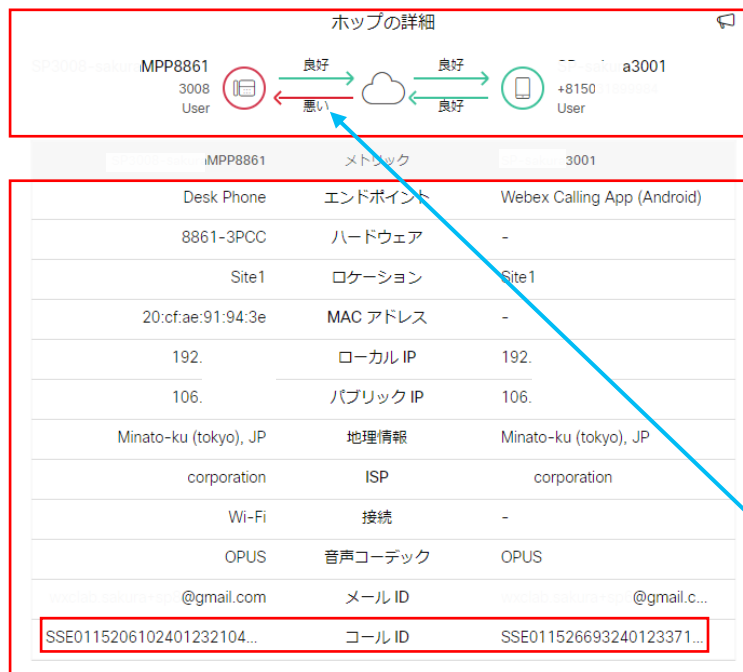 ホップの詳細
MPP8861 良好 良好 a3001
3008 +8150
User 悪い 良好 User
MPP8861 メトリック 3001
Desk Phone エンドポイント Webex Calling App (Android)
8861-3PCC ハードウェア -
Site1 ロケーション Site1
20:cf:ae:91:94:3e MAC アドレス -
192. ローカル IP 192.
106. パブリック IP 106.
Minato-ku (tokyo), JP 地理情報 Minato-ku (tokyo), JP
corporation ISP corporation
Wi-Fi 接続 -
OPUS 音声コーデック OPUS
@gmail.com メール ID @gmail.c...
SSE0115206102401232104... コール ID SSE011526693240123371...